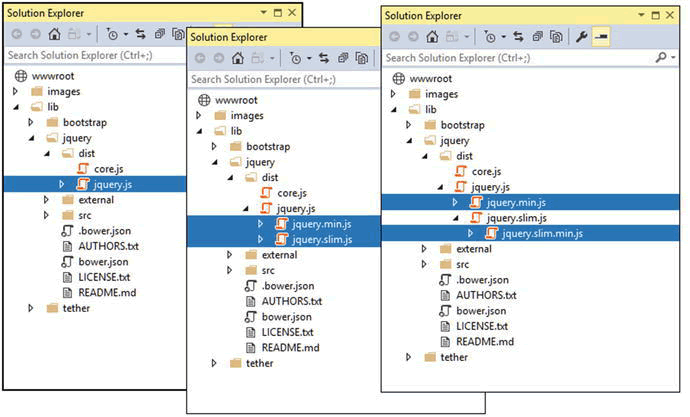 Solution Explorer
Search Solution Explorer (Ctrl+;)
wwwroot
images
lib
bootstrap
jquery
dist
core.js
jquery.js
external
src
.bower.json
AUTHORS.txt
bower.json
LICENSE.txt
README.md
tether
Solution Explorer
Search Solution Explorer (Ctrl+;)
wwwroot
images
lib
bootstrap
jquery
dist
core.js
jquery.js
jquery.min.js
jquery.slim.js
external
src
.bower.json
AUTHORS.txt
bower.json
LICENSE.txt
README.md
tether
Solution Explorer
Search Solution Explorer (Ctrl+;)
wwwroot
images
lib
bootstrap
jquery
dist
core.js
jquery.js
jquery.min.js
jquery.slim.js
jquery.slim.min.js
external
src
.bower.json
AUTHORS.txt
bower.json
LICENSE.txt
README.md
tether